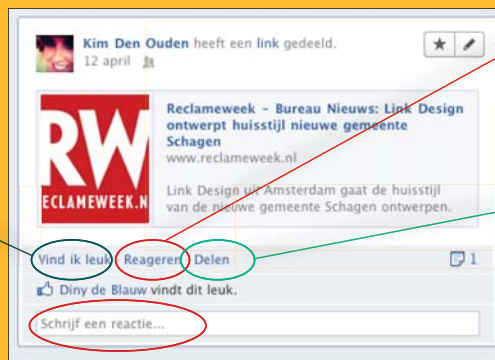 Kim Den Ouden heeft een link gedeeld.
12 april
RW
ECLAMEWEEK.N
Reclameweek - Bureau Nieuws: Link Design
ontwerpt huisstijl nieuwe gemeente
Schagen
www.reclameweek.nl
Link Design uit Amsterdam gaat de huisstijl
van de nieuwe gemeente Schagen ontwerpen.
Vind ik leuk Reageren Delen 1
Diny de Blauw vindt dit leuk.
Schrijf een reactie...